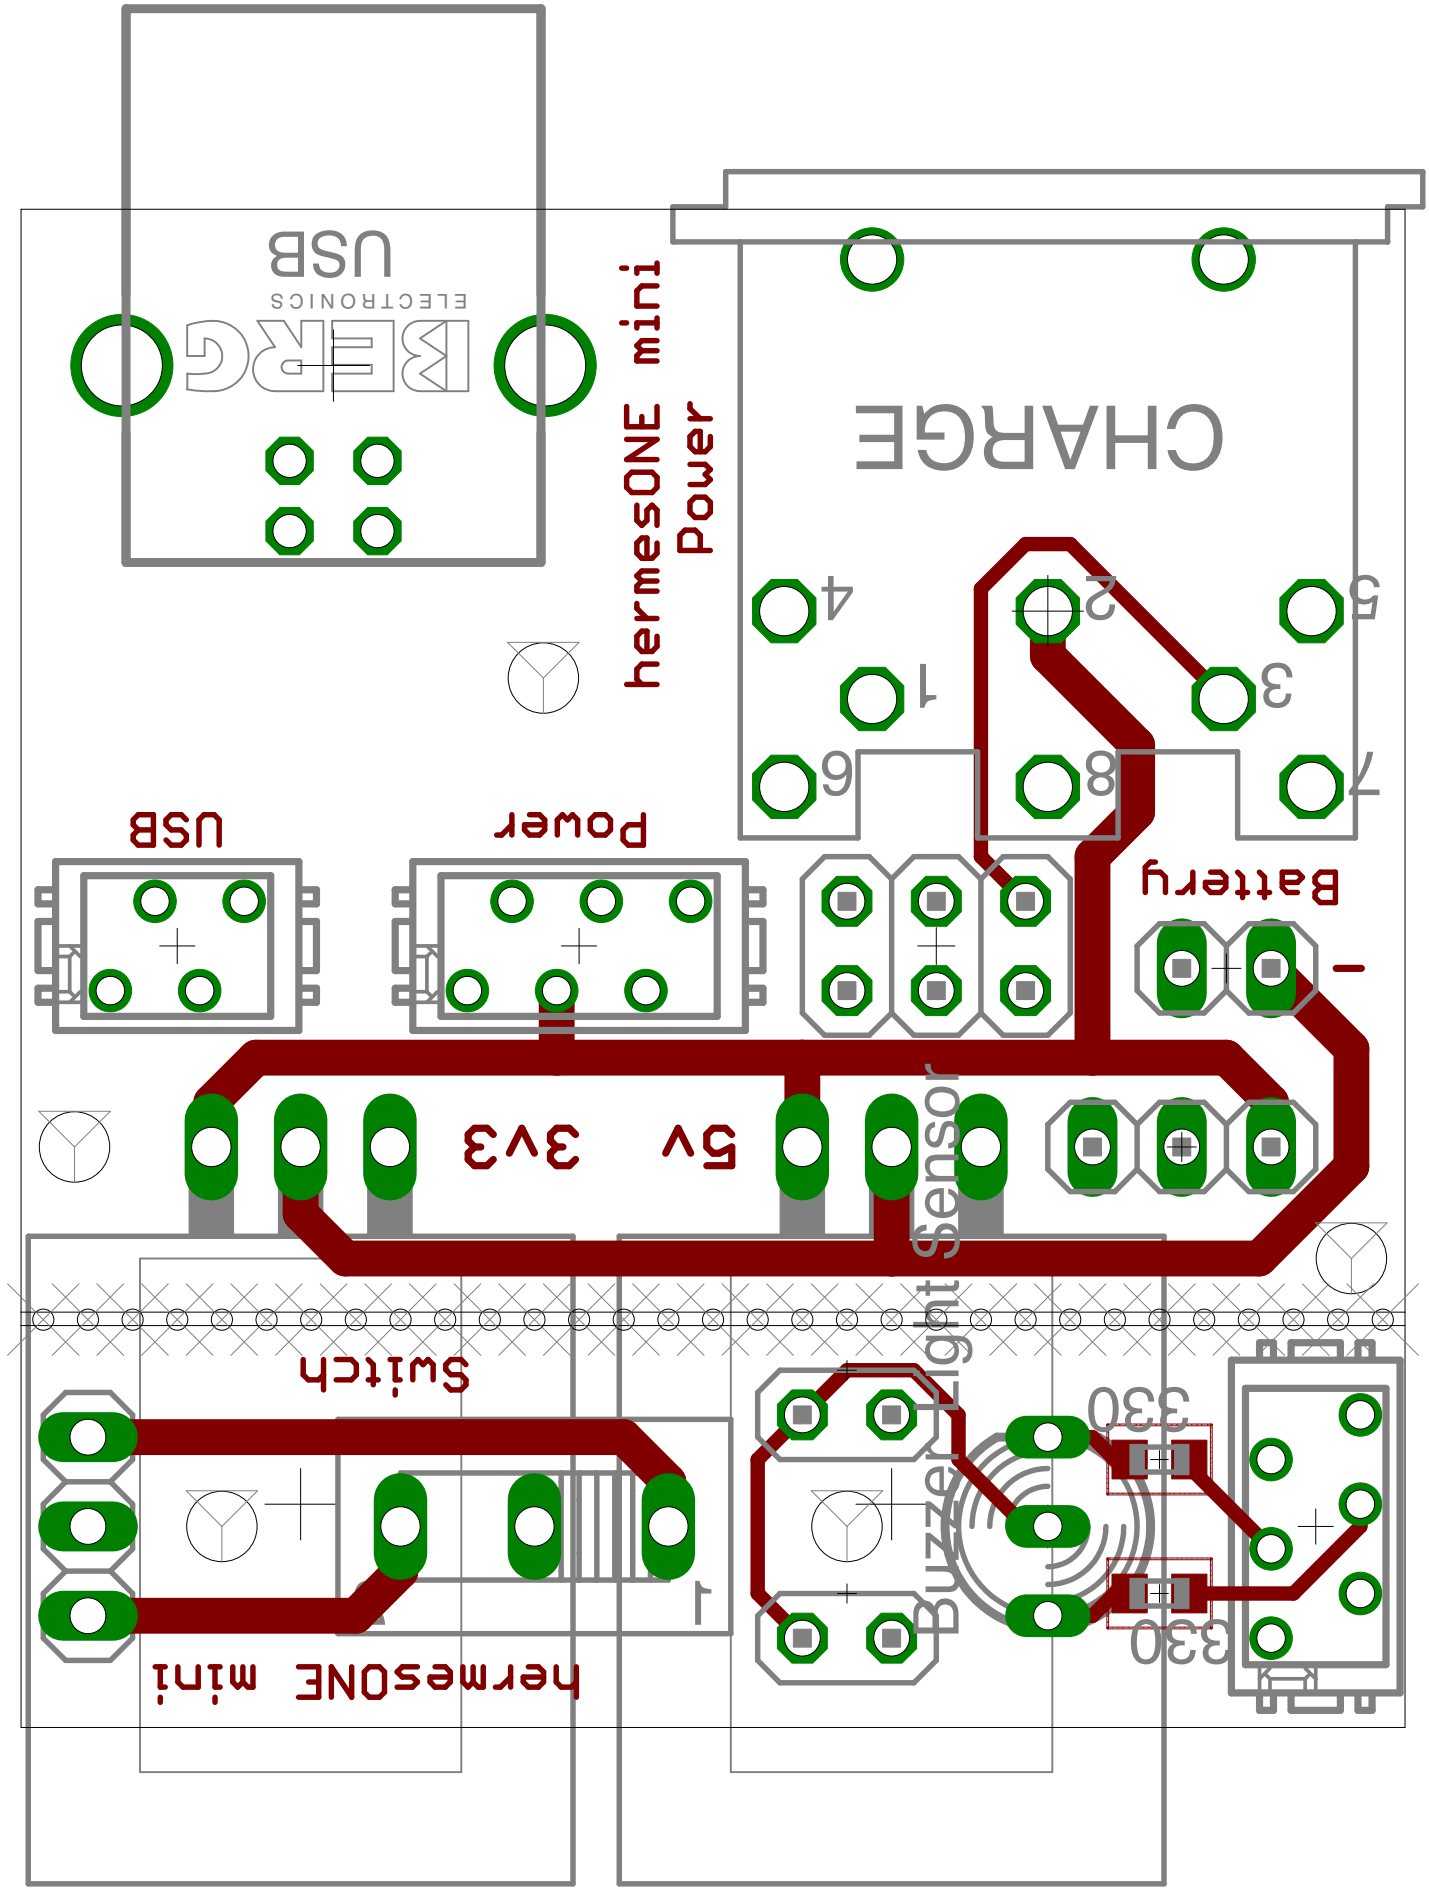 USB
ELECTRONICS
BERG
hermesONE mini
Power
CHARGE
4
2
5
1
3
6
8
7
USB
Power
Battery
-
3v3
5v
Buzzer Light Sensor
Switch
330
1
330
hermesONE mini